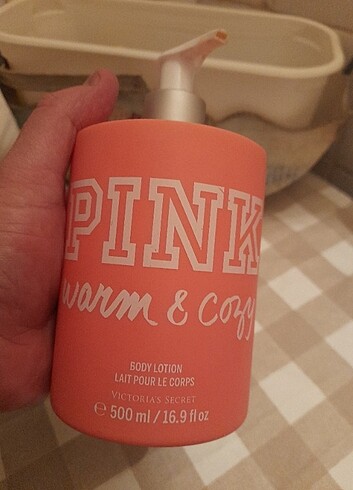 PINK
warm & cozy
BODY LOTION
LAIT POUR LE CORPS
VICTORIA'S SECRET
℮ 500 ml / 16.9 fl oz